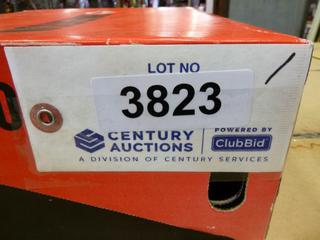 LOT NO
3823
CENTURY
AUCTIONS
POWERED BY
ClubBid
A DIVISION OF CENTURY SERVICES